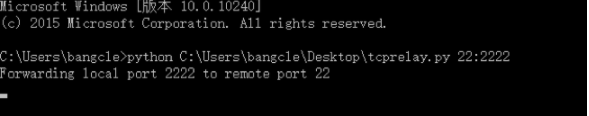 Microsoft Windows [版本 10.0.10240]
(c) 2015 Microsoft Corporation. All rights reserved.
C:\Users\bangcle>python C:\Users\bangcle\Desktop\tcprelay.py 22:2222
Forwarding local port 2222 to remote port 22